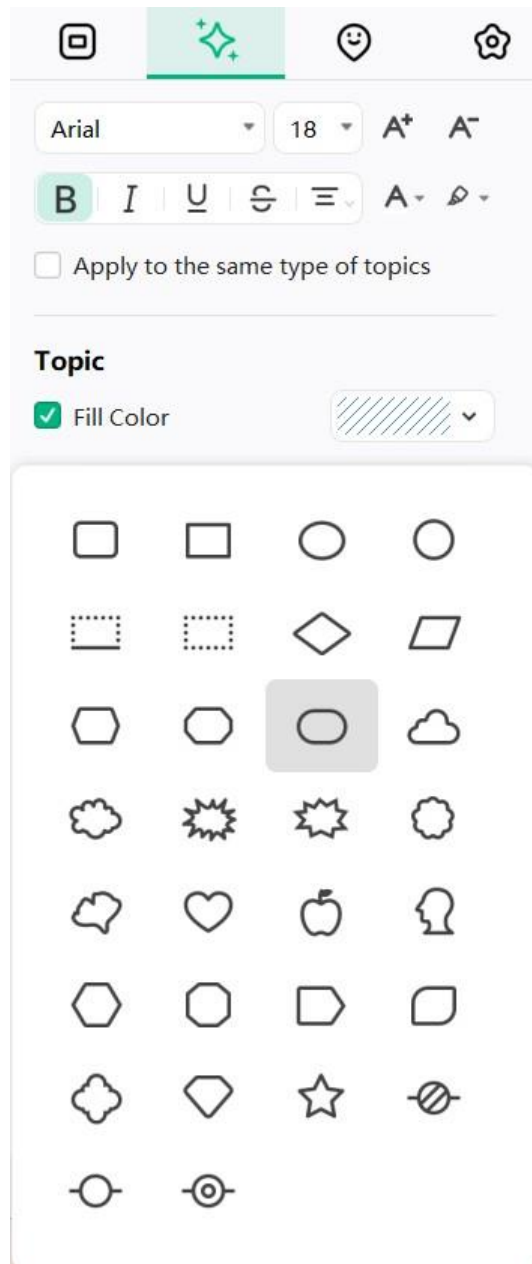 Arial 18 A+ A-
B I U S A
Apply to the same type of topics
Topic
Fill Color